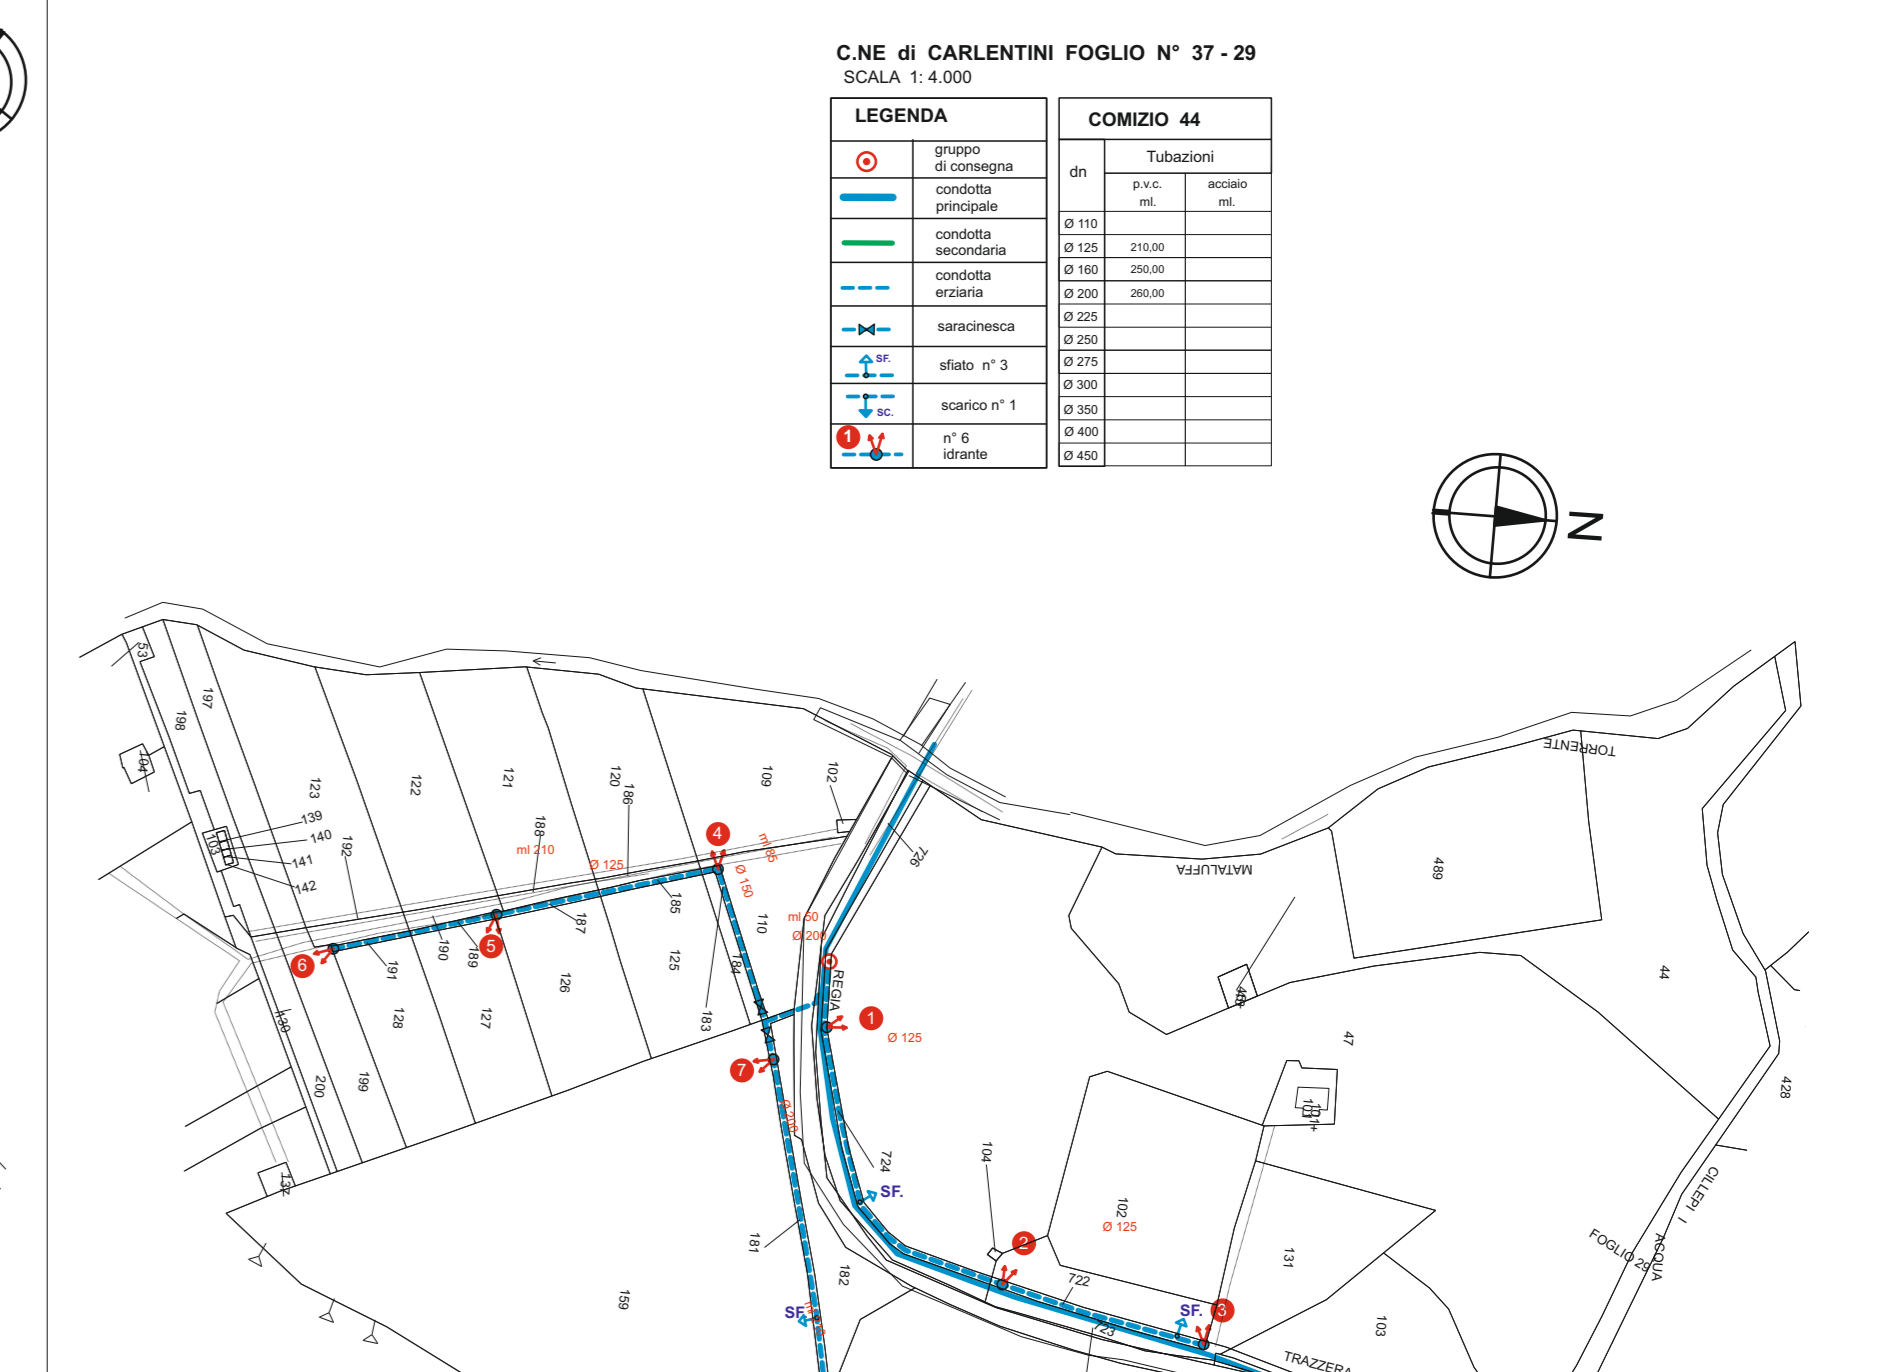 C.NE di CARLENTINI FOGLIO N° 37 - 29
SCALA 1: 4.000
LEGENDA
gruppo
di consegna
condotta
principale
condotta
secondaria
condotta
erziaria
saracinesca
SF.
sfiato n° 3
SC.
scarico n° 1
1
n° 6
idrante
COMIZIO 44
dn
Tubazioni
p.v.c.
ml.
acciaio
ml.
Ø 110
Ø 125 210,00
Ø 160 250,00
Ø 200 260,00
Ø 225
Ø 250
Ø 275
Ø 300
Ø 350
Ø 400
Ø 450
N
53
197
198
104
123
122
121
120
186
109
102
139
140
141
142
103
192
188
ml 210
Ø 125
4
ml 85
Ø 150
726
TORRENTE
MATALUFFA
489
44
47
428
185
187
110
ml 50
Ø 200
REGIA
5
6
190
189
191
184
125
126
127
128
183
130
200
199
137
7
1
Ø 125
Ø 200
724
SF.
104
102
Ø 125
101+
131
2
722
723
SF.
3
103
181
182
159
SF.
CILLEPI I
ACQUA
FOGLIO 29
TRAZZERA